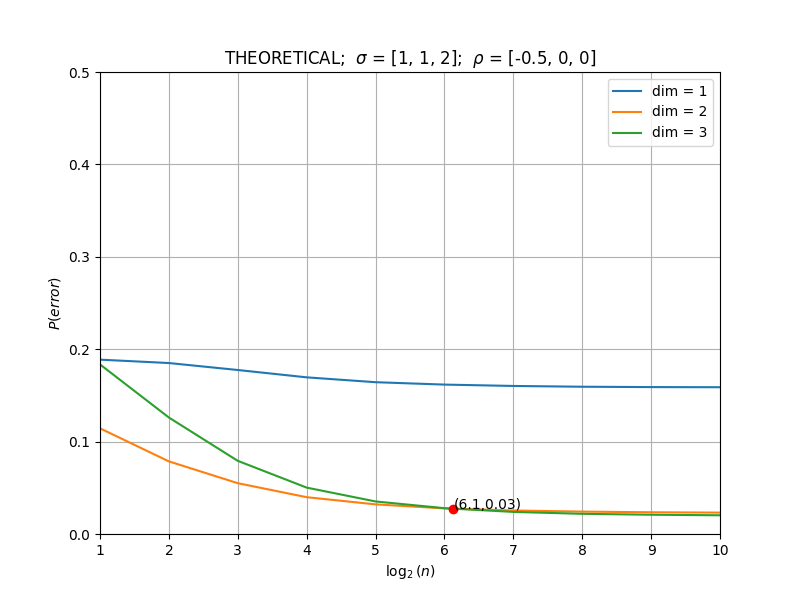 THEORETICAL;  σ = [1, 1, 2];  ρ = [-0.5, 0, 0]
dim = 1
dim = 2
dim = 3
P(error)
0.5
0.4
0.3
0.2
0.1
0.0
(6.1,0.03)
1 2 3 4 5 6 7 8 9 10
log₂(n)